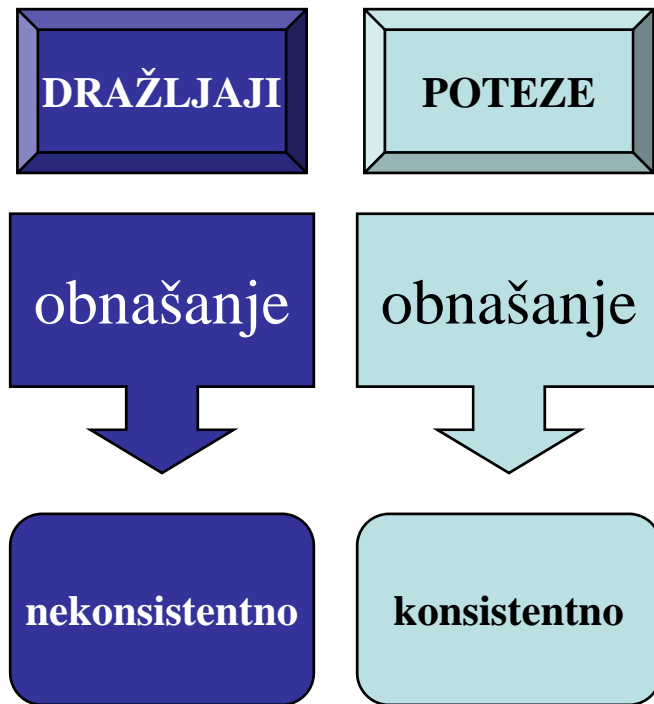 DRAŽLJAJI
obnašanje
nekonsistentno
POTEZE
obnašanje
konsistentno